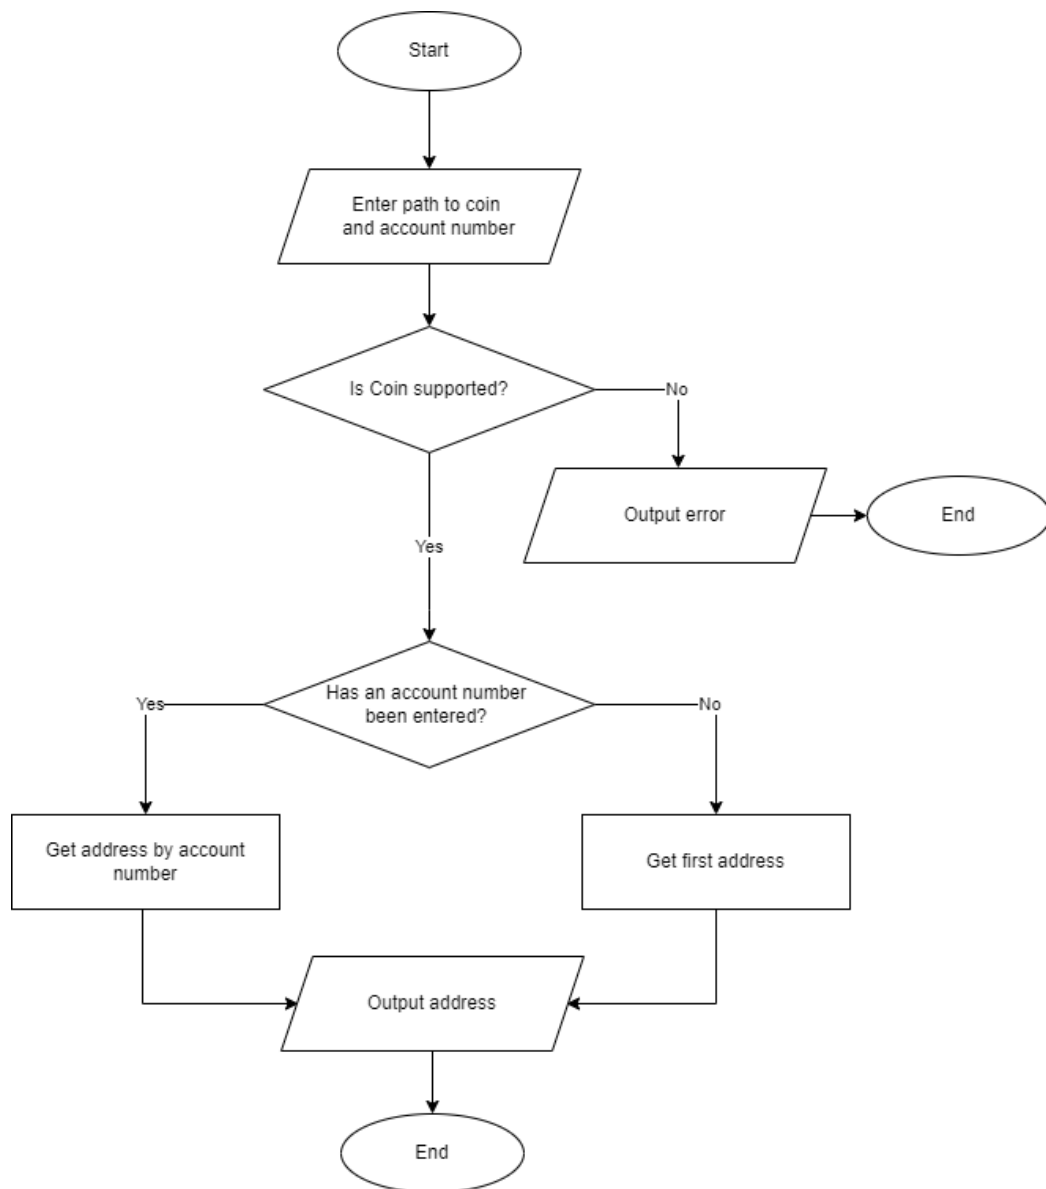 Start
Enter path to coin
and account number
Is Coin supported?
No
Output error
End
Yes
Has an account number
been entered?
Yes
No
Get address by account
number
Get first address
Output address
End